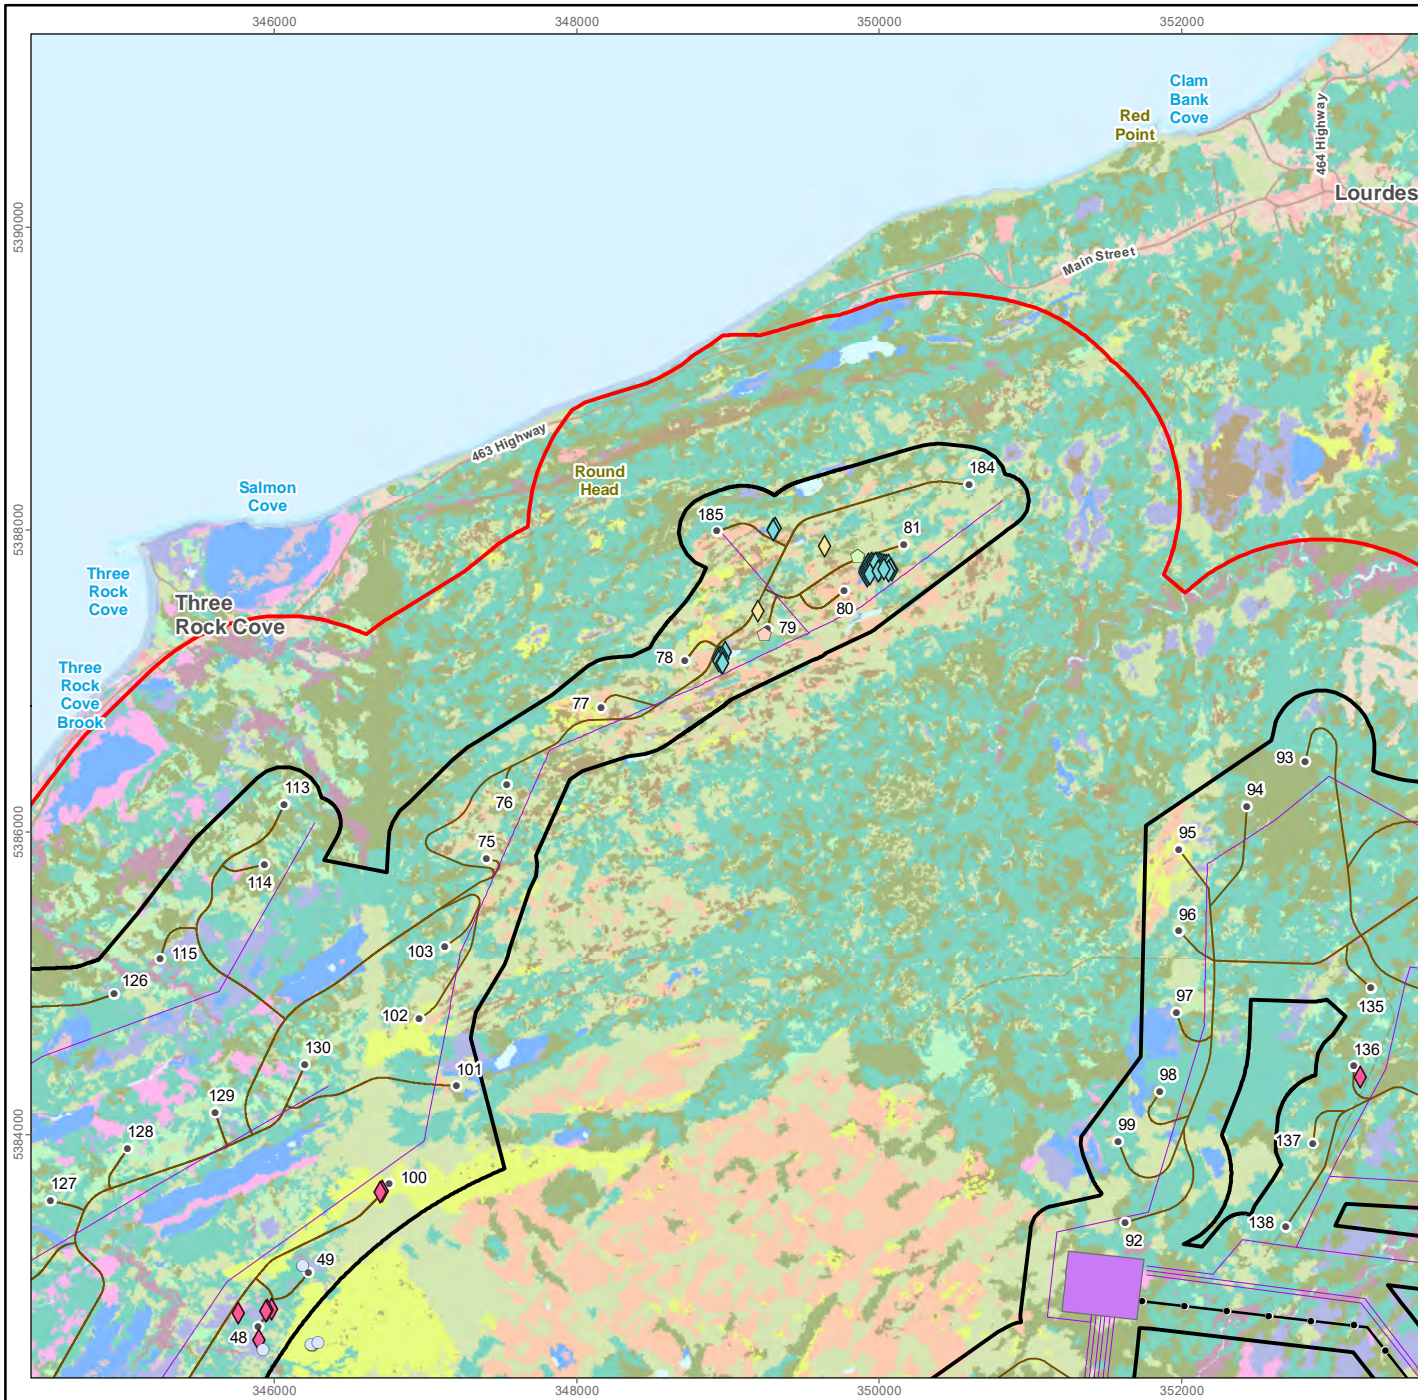 346000
348000
350000
352000
Clam
Bank
Cove
Red
Point
464 Highway
Lourdes
5390000
Main Street
463 Highway
Round
Head
Salmon
Cove
184
185
81
5388000
Three
Rock
Cove
Three
Rock Cove
80
79
78
Three
Rock
Cove
Brook
77
93
113
76
94
5386000
75
95
114
96
103
115
126
97
135
102
130
136
101
98
129
99
5384000
128
137
127
100
138
92
49
48
346000
348000
350000
352000